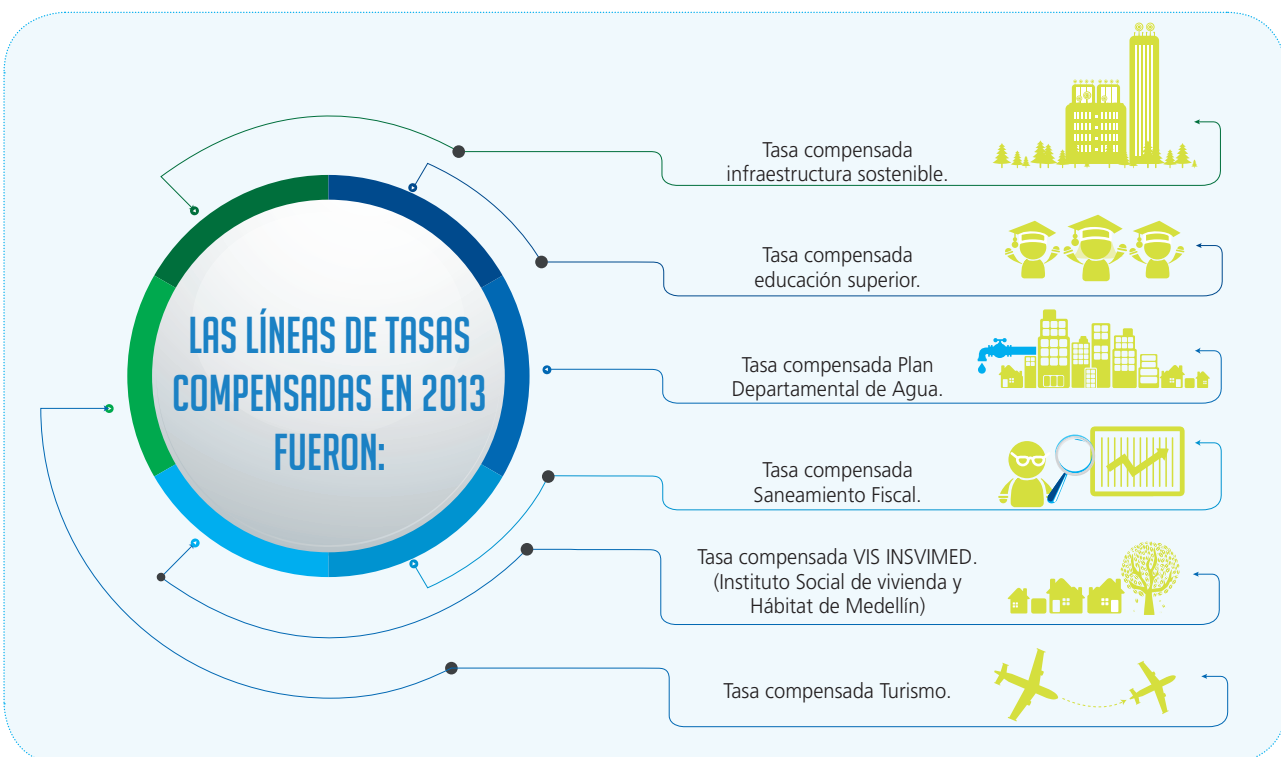 LAS LÍNEAS DE TASAS
COMPENSADAS EN 2013
FUERON:
Tasa compensada
infraestructura sostenible.
Tasa compensada
educación superior.
Tasa compensada Plan
Departamental de Agua.
Tasa compensada
Saneamiento Fiscal.
Tasa compensada VIS INSVIMED.
(Instituto Social de vivienda y
Hábitat de Medellín)
Tasa compensada Turismo.